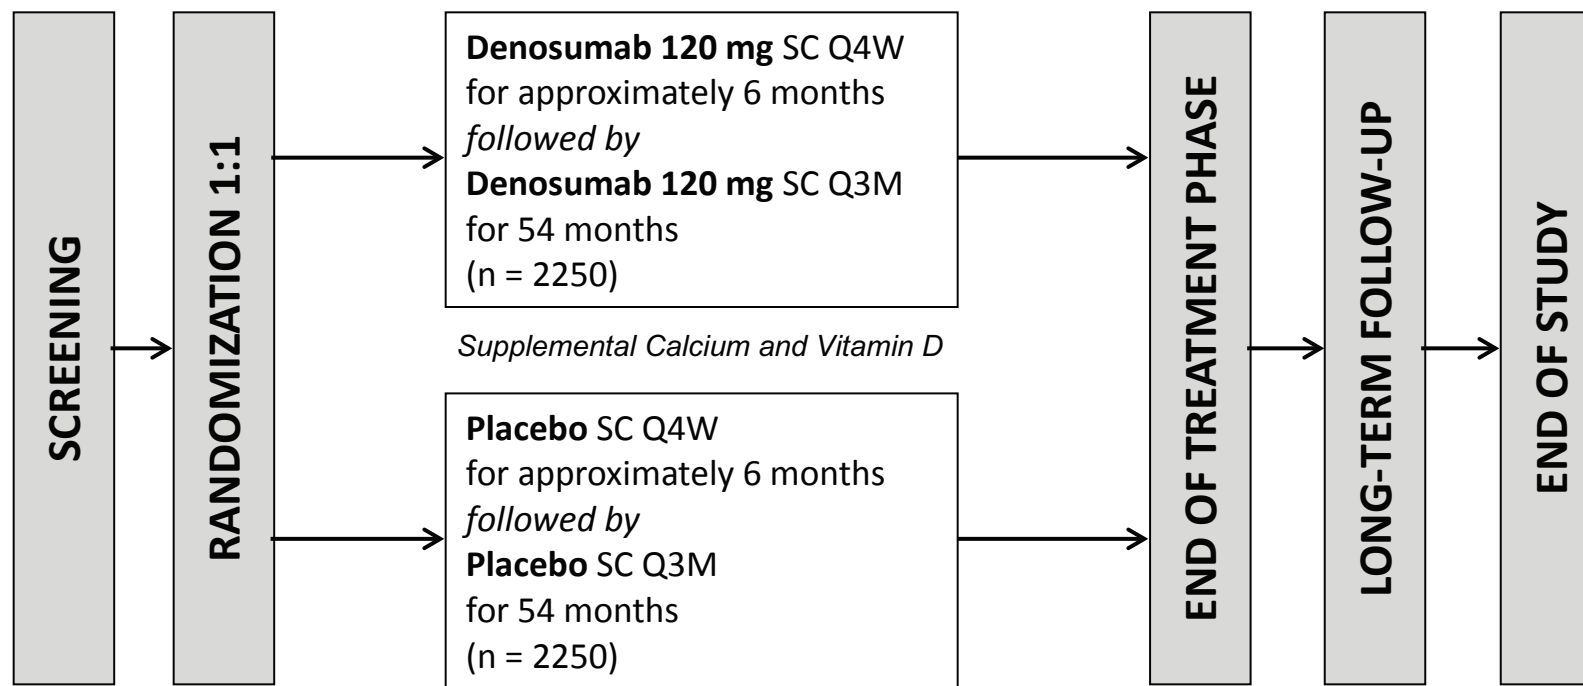 SCREENING
RANDOMIZATION 1:1
Denosumab 120 mg SC Q4W
for approximately 6 months
followed by
Denosumab 120 mg SC Q3M
for 54 months
(n = 2250)
Supplemental Calcium and Vitamin D
Placebo SC Q4W
for approximately 6 months
followed by
Placebo SC Q3M
for 54 months
(n = 2250)
END OF TREATMENT PHASE
LONG-TERM FOLLOW-UP
END OF STUDY